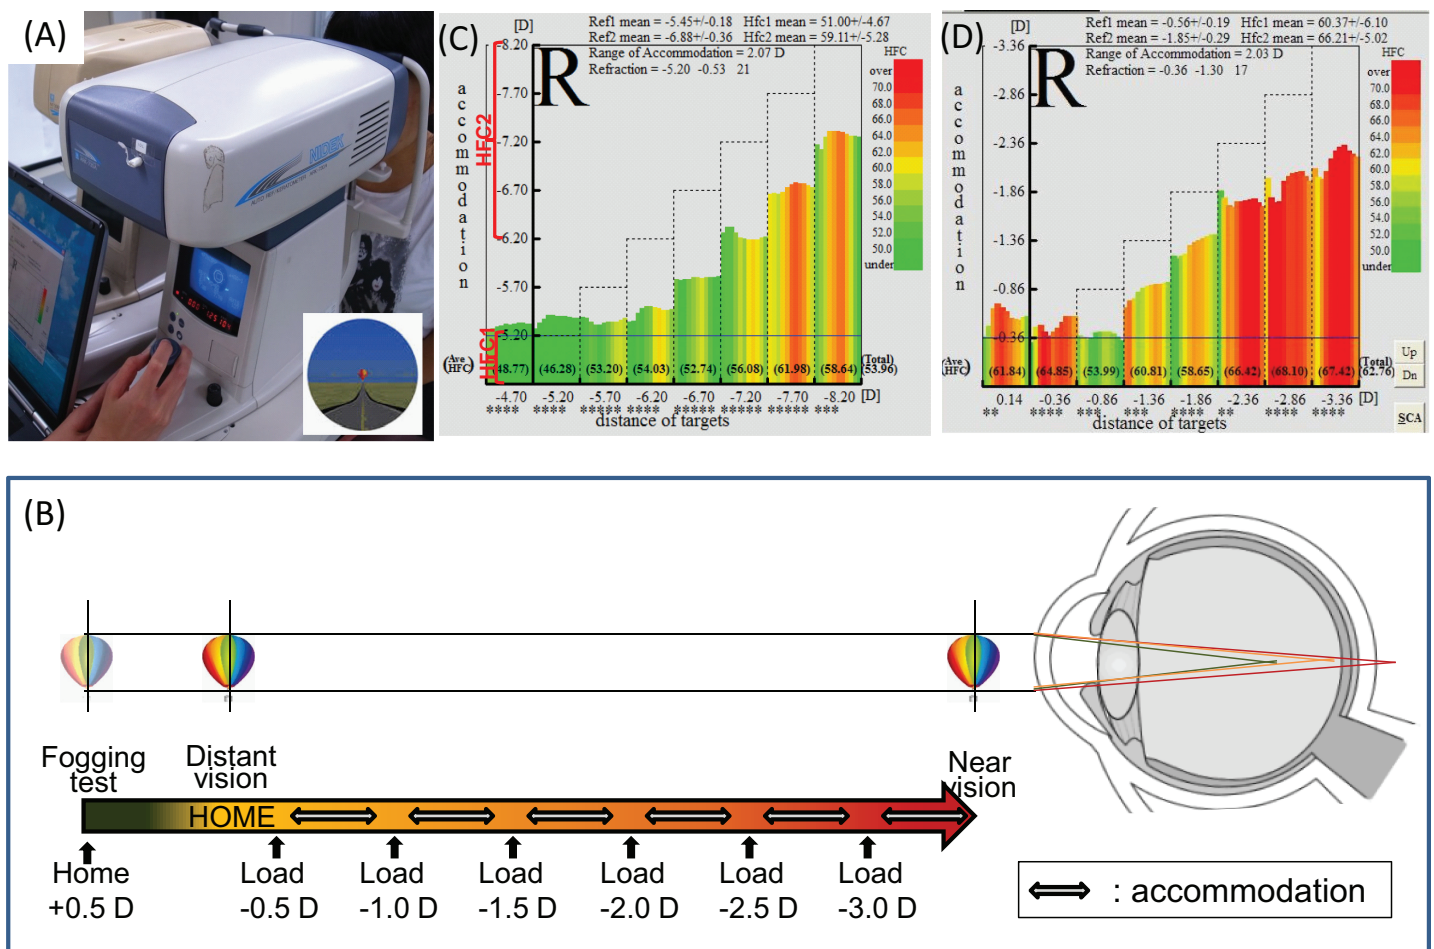 (A)
NIDEK
AUTO REF/KERATOMETER
(C)
[D]
Ref1 mean = -5.45+/-0.18 Hfc1 mean = 51.00+/-4.67
Ref2 mean = -6.88+/-0.36 Hfc2 mean = 59.11+/-5.28
Range of Accommodation = 2.07 D
Refraction = -5.20 -0.53 21
R
HFC
over
70.0
68.0
66.0
64.0
62.0
60.0
58.0
56.0
54.0
52.0
50.0
under
accommodation
HFC2
HFC1
-8.20
-7.70
-7.20
-6.70
-6.20
-5.70
-5.20
(Ave HFC) (48.77) (46.28) (53.20) (54.03) (52.74) (56.08) (61.98) (58.64) (Total) (53.96)
-4.70 -5.20 -5.70 -6.20 -6.70 -7.20 -7.70 -8.20 [D]
**** **** **** **** **** **** **** ***
distance of targets
(D)
[D]
Ref1 mean = -0.56+/-0.19 Hfc1 mean = 60.37+/-6.10
Ref2 mean = -1.85+/-0.29 Hfc2 mean = 66.21+/-5.02
Range of Accommodation = 2.03 D
Refraction = -0.36 -1.30 17
R
HFC
over
70.0
68.0
66.0
64.0
62.0
60.0
58.0
56.0
54.0
52.0
50.0
under
accommodation
-3.36
-2.86
-2.36
-1.86
-1.36
-0.86
-0.36
(Ave HFC) (61.84) (64.85) (53.99) (60.81) (58.65) (66.42) (68.10) (67.42) (Total) (62.76)
0.14 -0.36 -0.86 -1.36 -1.86 -2.36 -2.86 -3.36 [D]
** **** *** *** **** ** **** ****
distance of targets
Up
Dn
SCA
(B)
Fogging test
Distant vision
Near vision
HOME
Home +0.5 D
Load -0.5 D
Load -1.0 D
Load -1.5 D
Load -2.0 D
Load -2.5 D
Load -3.0 D
: accommodation